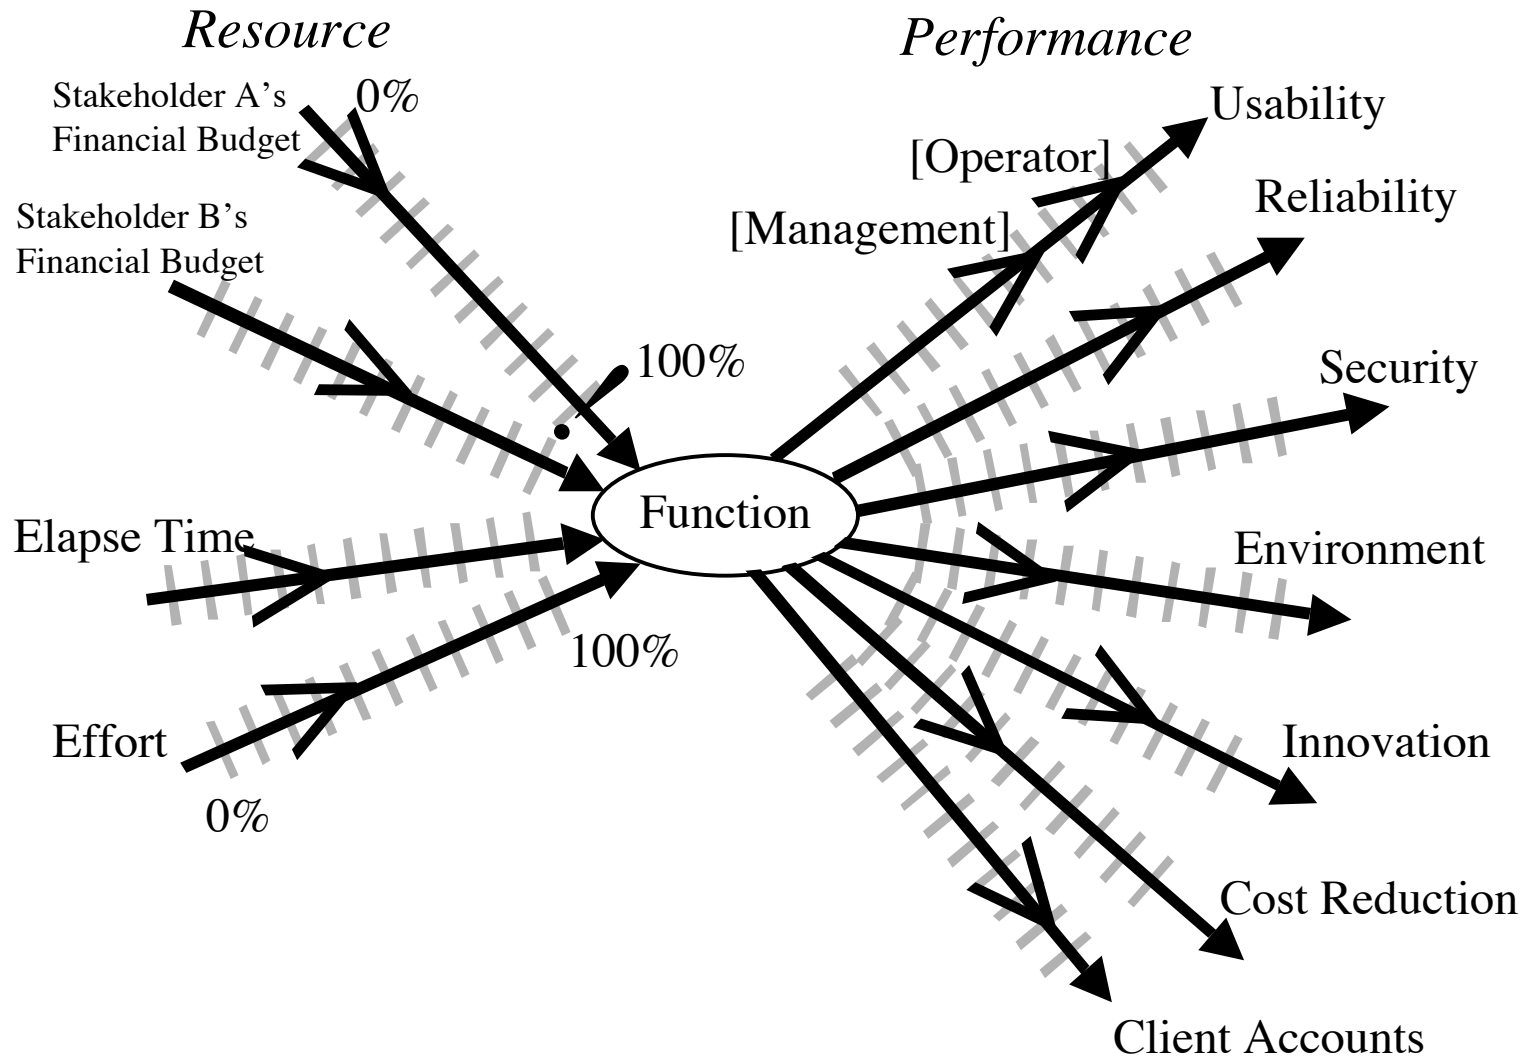 Resource
Performance
Stakeholder A's
Financial Budget
0%
Usability
[Operator]
Reliability
Stakeholder B's
Financial Budget
[Management]
100%
Security
Function
Elapse Time
Environment
100%
Effort
Innovation
0%
Cost Reduction
Client Accounts